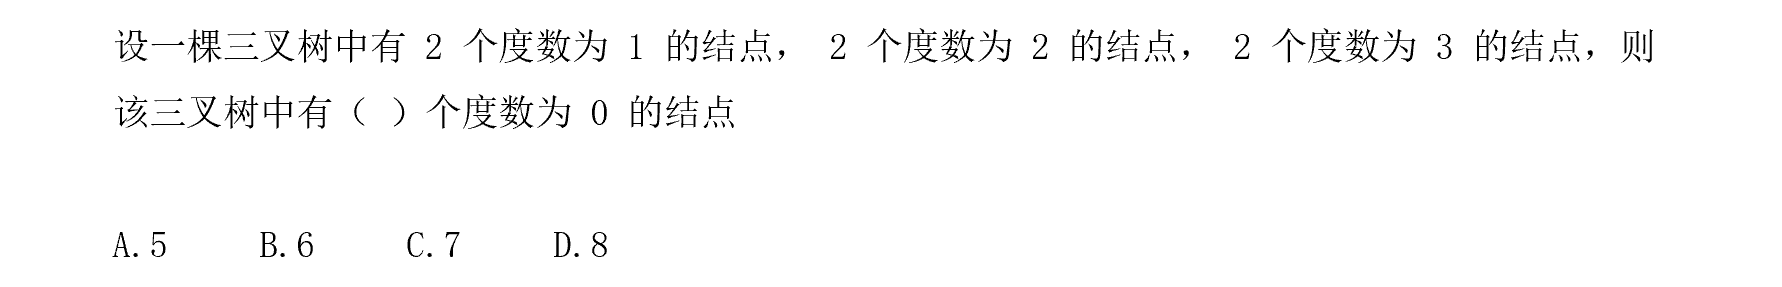 设一棵三叉树中有 2 个度数为 1 的结点， 2 个度数为 2 的结点， 2 个度数为 3 的结点，则
该三叉树中有（ ）个度数为 0 的结点
A.5 B.6 C.7 D.8